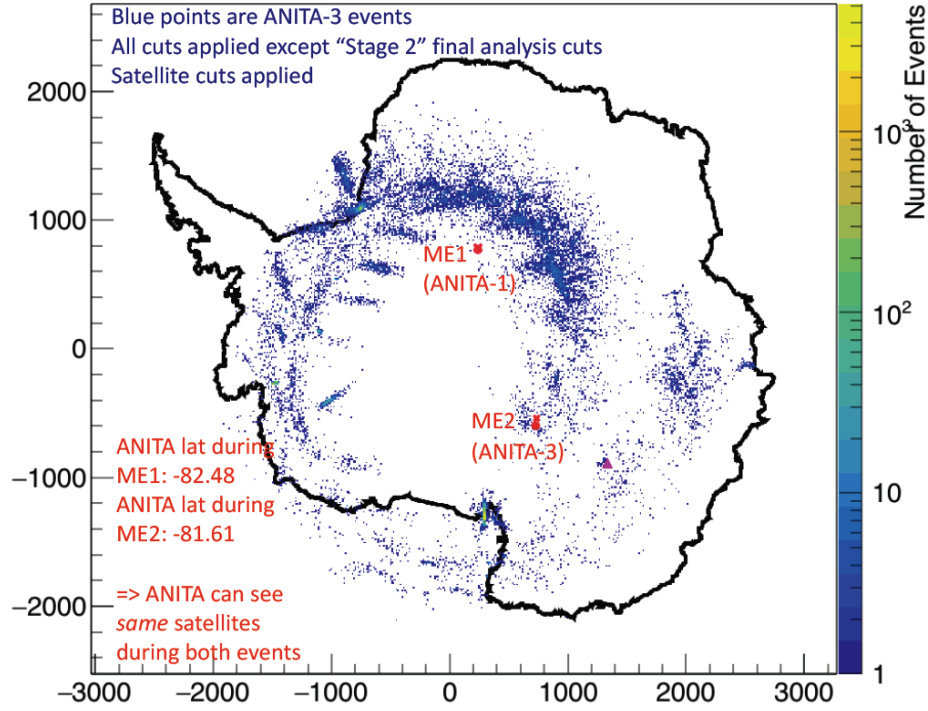 Blue points are ANITA-3 events
All cuts applied except “Stage 2” final analysis cuts
Satellite cuts applied
2000
1000
0
−1000
−2000
ME1
(ANITA-1)
ME2
(ANITA-3)
ANITA lat during
ME1: -82.48
ANITA lat during
ME2: -81.61
=> ANITA can see
same satellites
during both events
−3000 −2000 −1000 0 1000 2000 3000
10³
10²
10
1
Number of Events